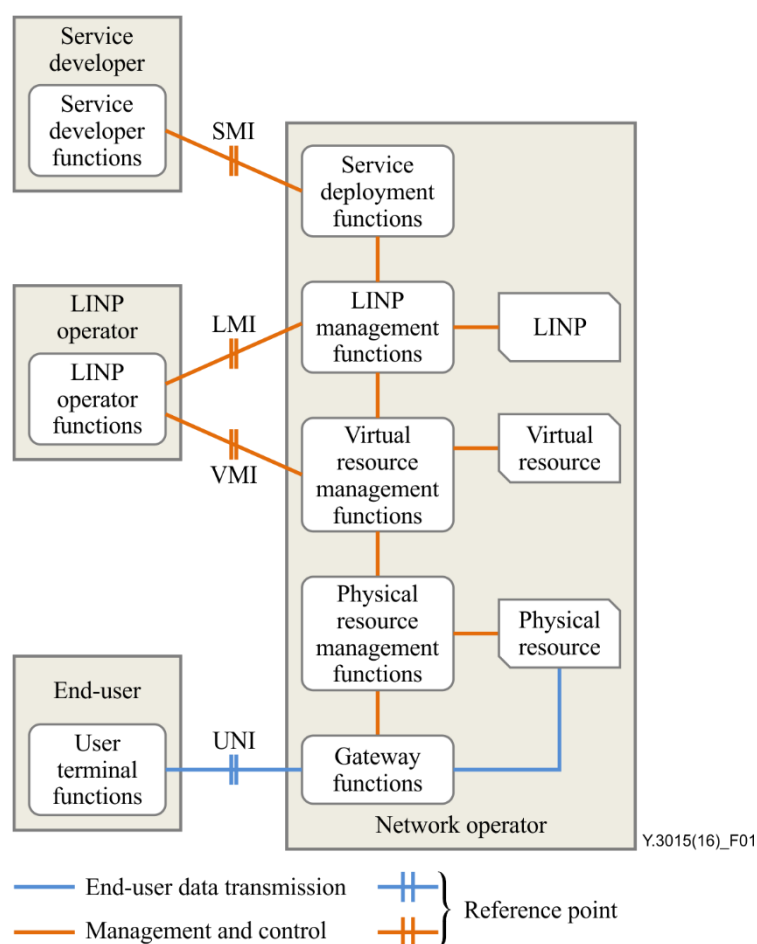 Service
developer
Service
developer
functions
SMI
Service
deployment
functions
LINP
operator
LINP
operator
functions
LMI
VMI
LINP
management
functions
LINP
Virtual
resource
management
functions
Virtual
resource
Physical
resource
management
functions
Physical
resource
End-user
User
terminal
functions
UNI
Gateway
functions
Network operator
Y.3015(16)_F01
End-user data transmission
Management and control
Reference point